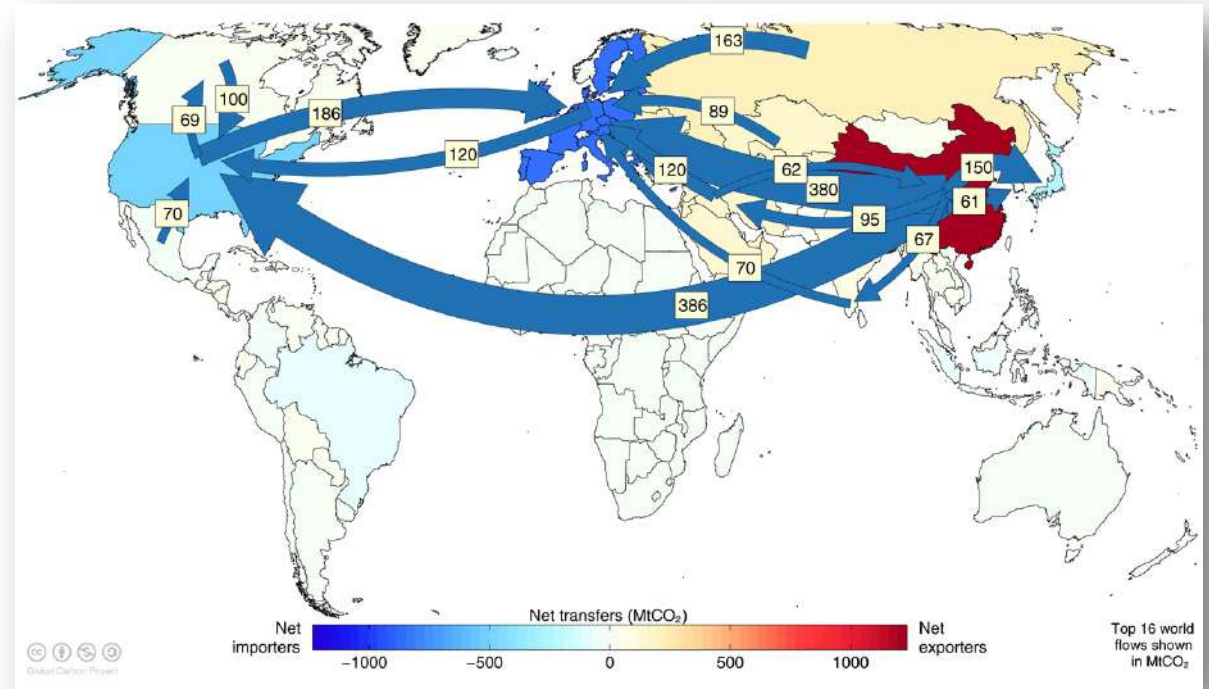 163
100
69
186
89
120
120
62
150
380
61
70
95
67
70
386
Net transfers (MtCO₂)
Net
importers
Net
exporters
−1000
−500
0
500
1000
Top 16 world
flows shown
in MtCO₂
Global Carbon Project